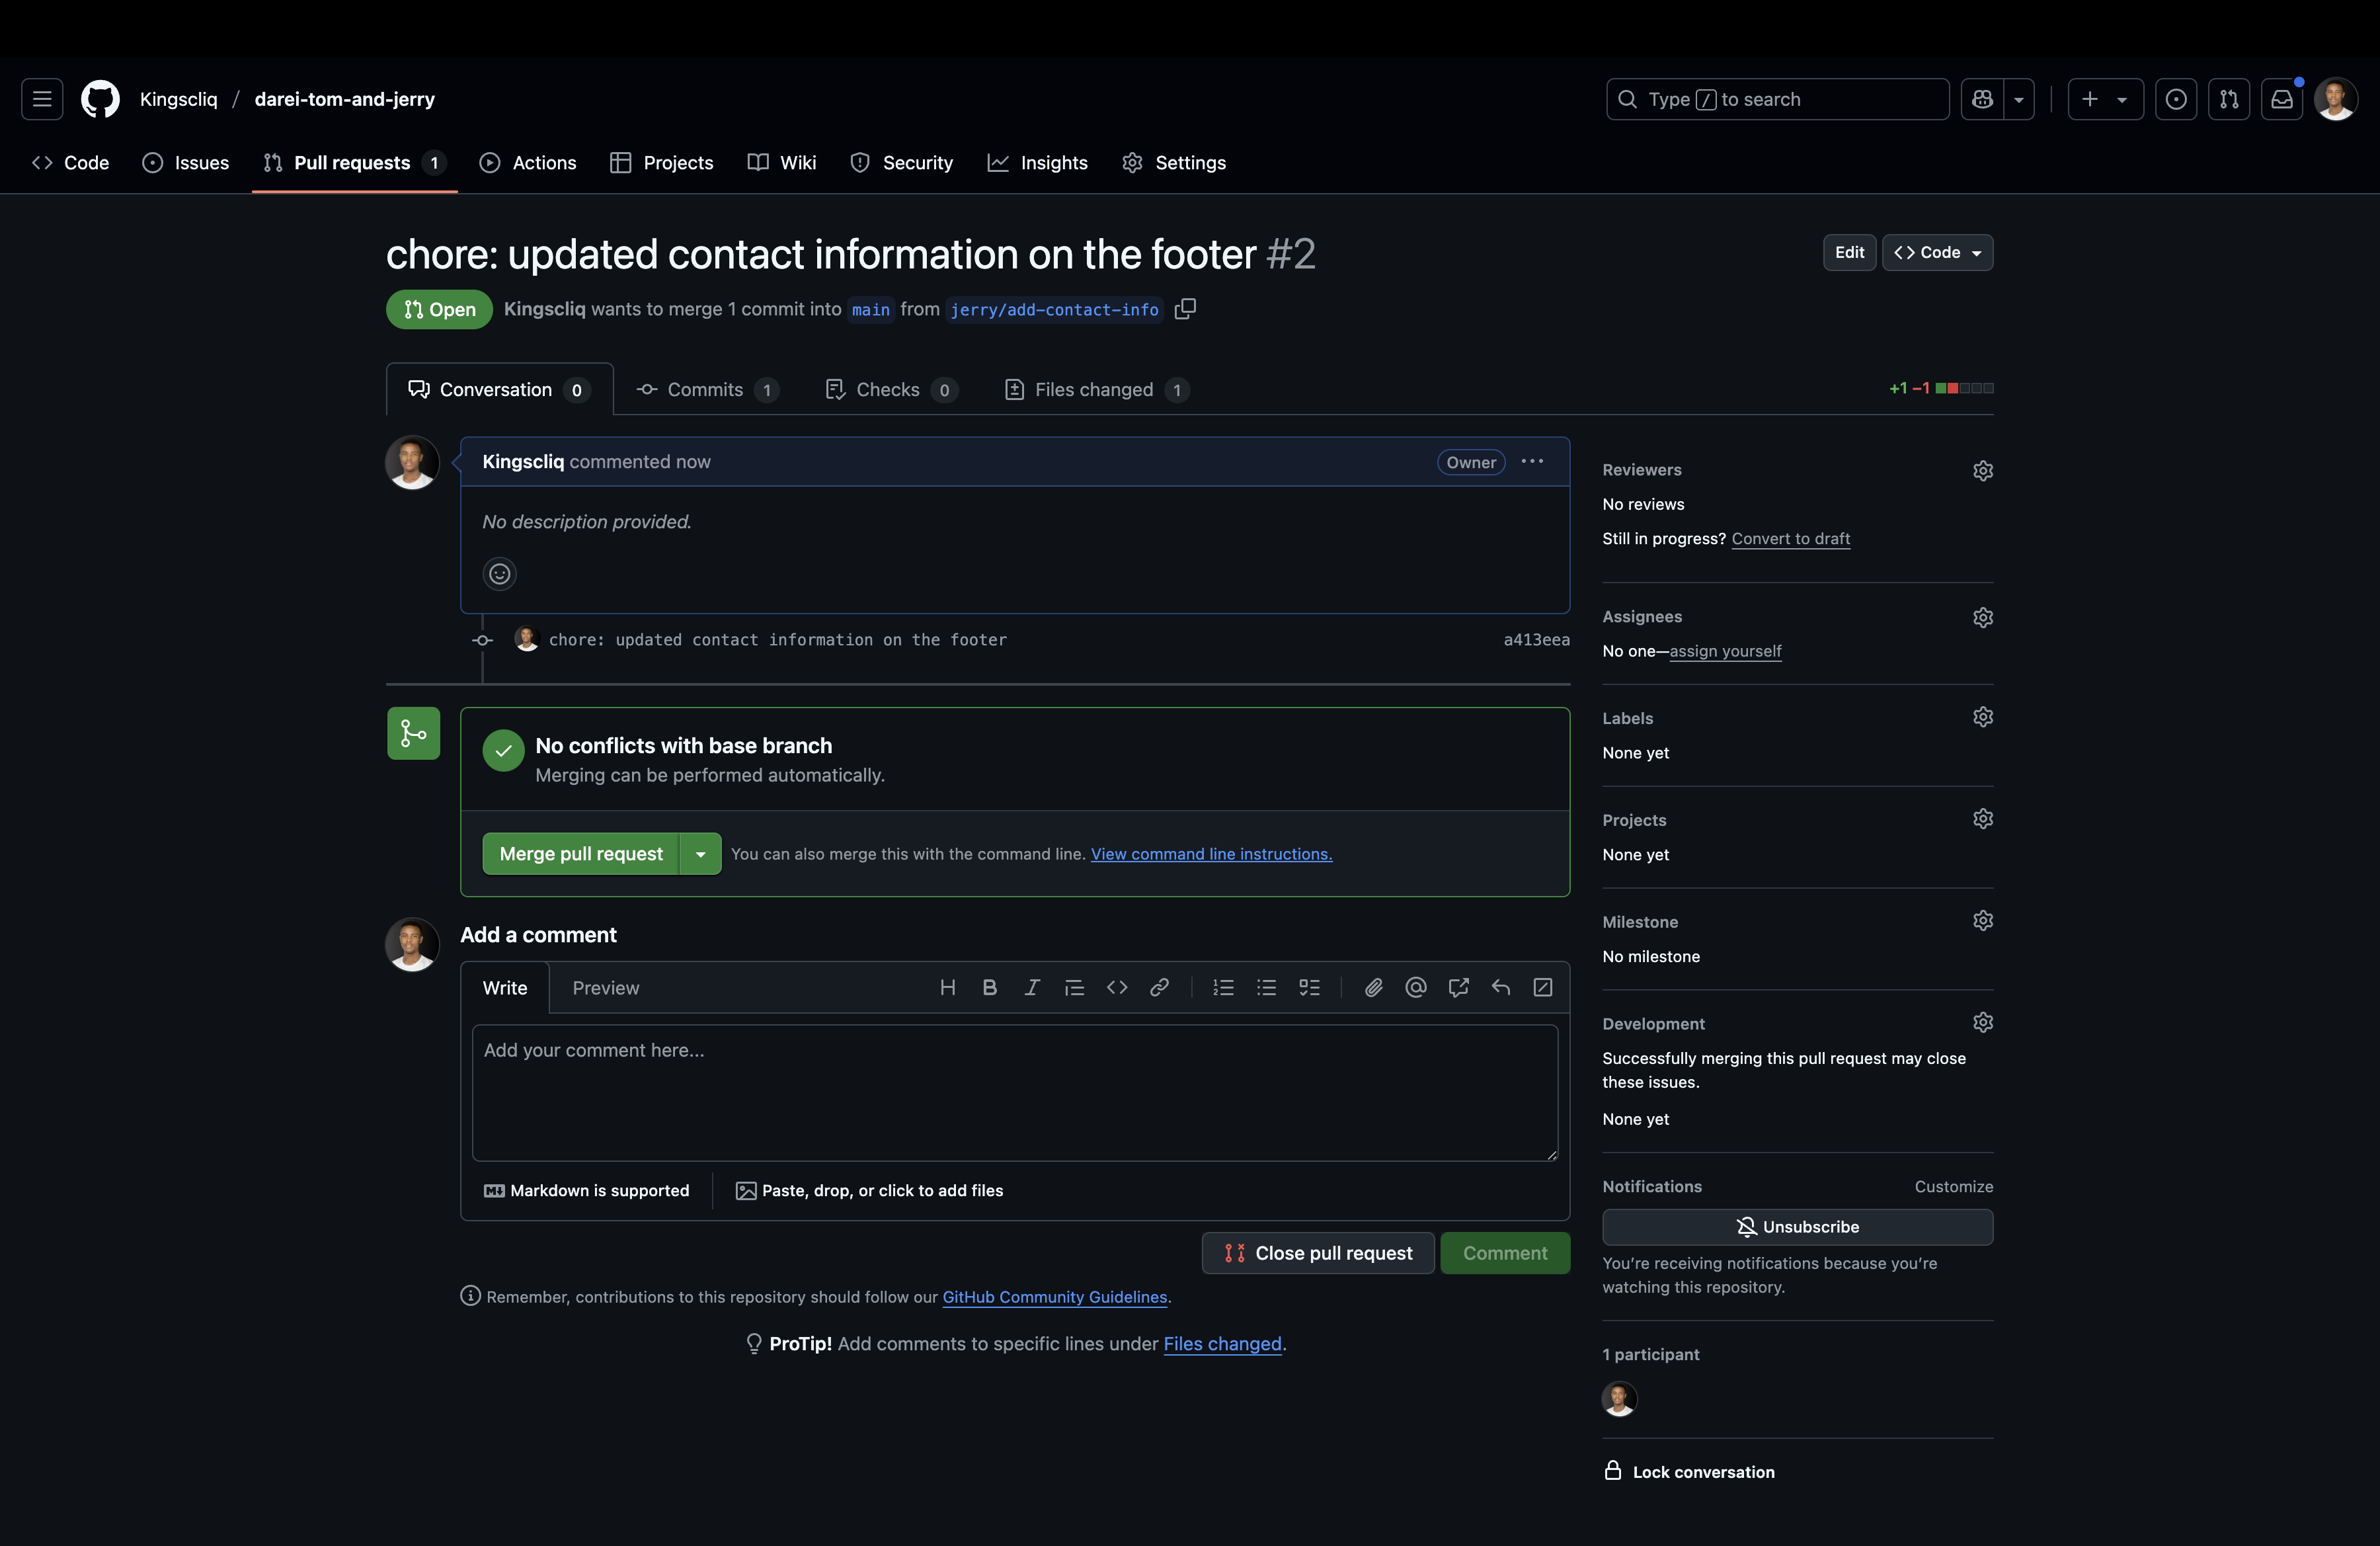 Kingscliq / darei-tom-and-jerry
Type / to search
Code
Issues
Pull requests 1
Actions
Projects
Wiki
Security
Insights
Settings
chore: updated contact information on the footer #2
Edit
Code
Open
Kingscliq wants to merge 1 commit into main from jerry/add-contact-info
Conversation 0
Commits 1
Checks 0
Files changed 1
+1 −1
Kingscliq commented now
Owner
No description provided.
chore: updated contact information on the footer
a413eea
No conflicts with base branch
Merging can be performed automatically.
Merge pull request
You can also merge this with the command line. View command line instructions.
Add a comment
Write
Preview
Add your comment here...
Markdown is supported
Paste, drop, or click to add files
Close pull request
Comment
Remember, contributions to this repository should follow our GitHub Community Guidelines.
ProTip! Add comments to specific lines under Files changed.
Reviewers
No reviews
Still in progress? Convert to draft
Assignees
No one—assign yourself
Labels
None yet
Projects
None yet
Milestone
No milestone
Development
Successfully merging this pull request may close
these issues.
None yet
Notifications
Customize
Unsubscribe
You’re receiving notifications because you’re
watching this repository.
1 participant
Lock conversation